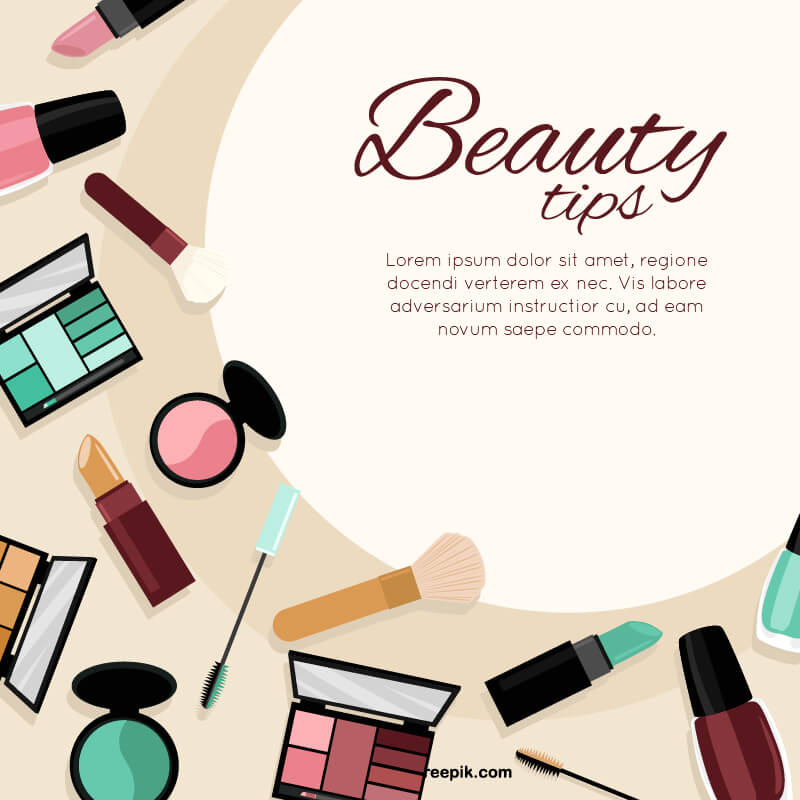 Beauty
tips
Lorem ipsum dolor sit amet, regione
docendi verterem ex nec. Vis labore
adversarium instructior cu, ad eam
novum saepe commodo.
reepik.com